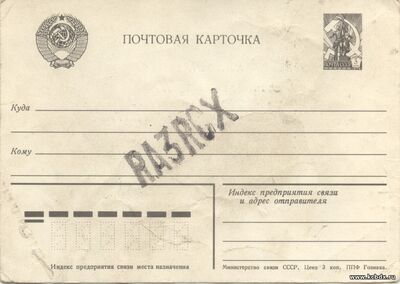 ПОЧТОВАЯ КАРТОЧКА
Куда
RA3RCX
Кому
Индекс предприятия связи
и адрес отправителя
Индекс предприятия связи места назначения
Министерство связи СССР. Цена 3 коп. ППФ Гознака.
www.kcbdx.ru